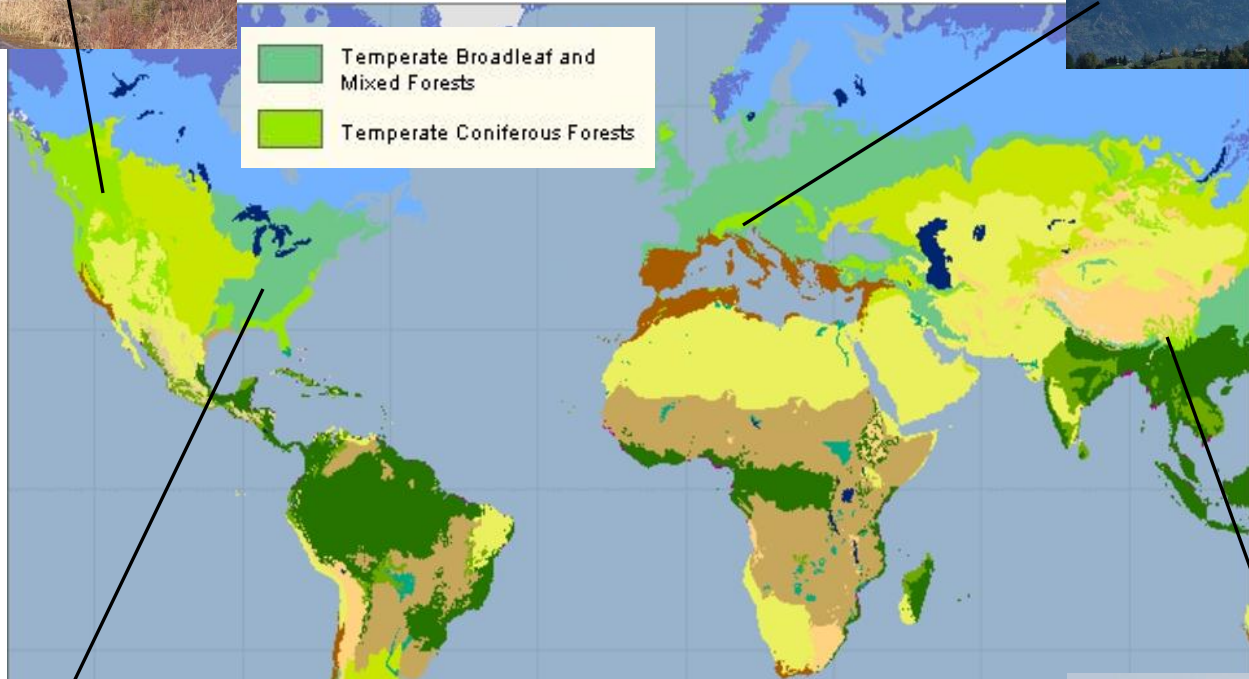 Temperate Broadleaf and
Mixed Forests
Temperate Coniferous Forests